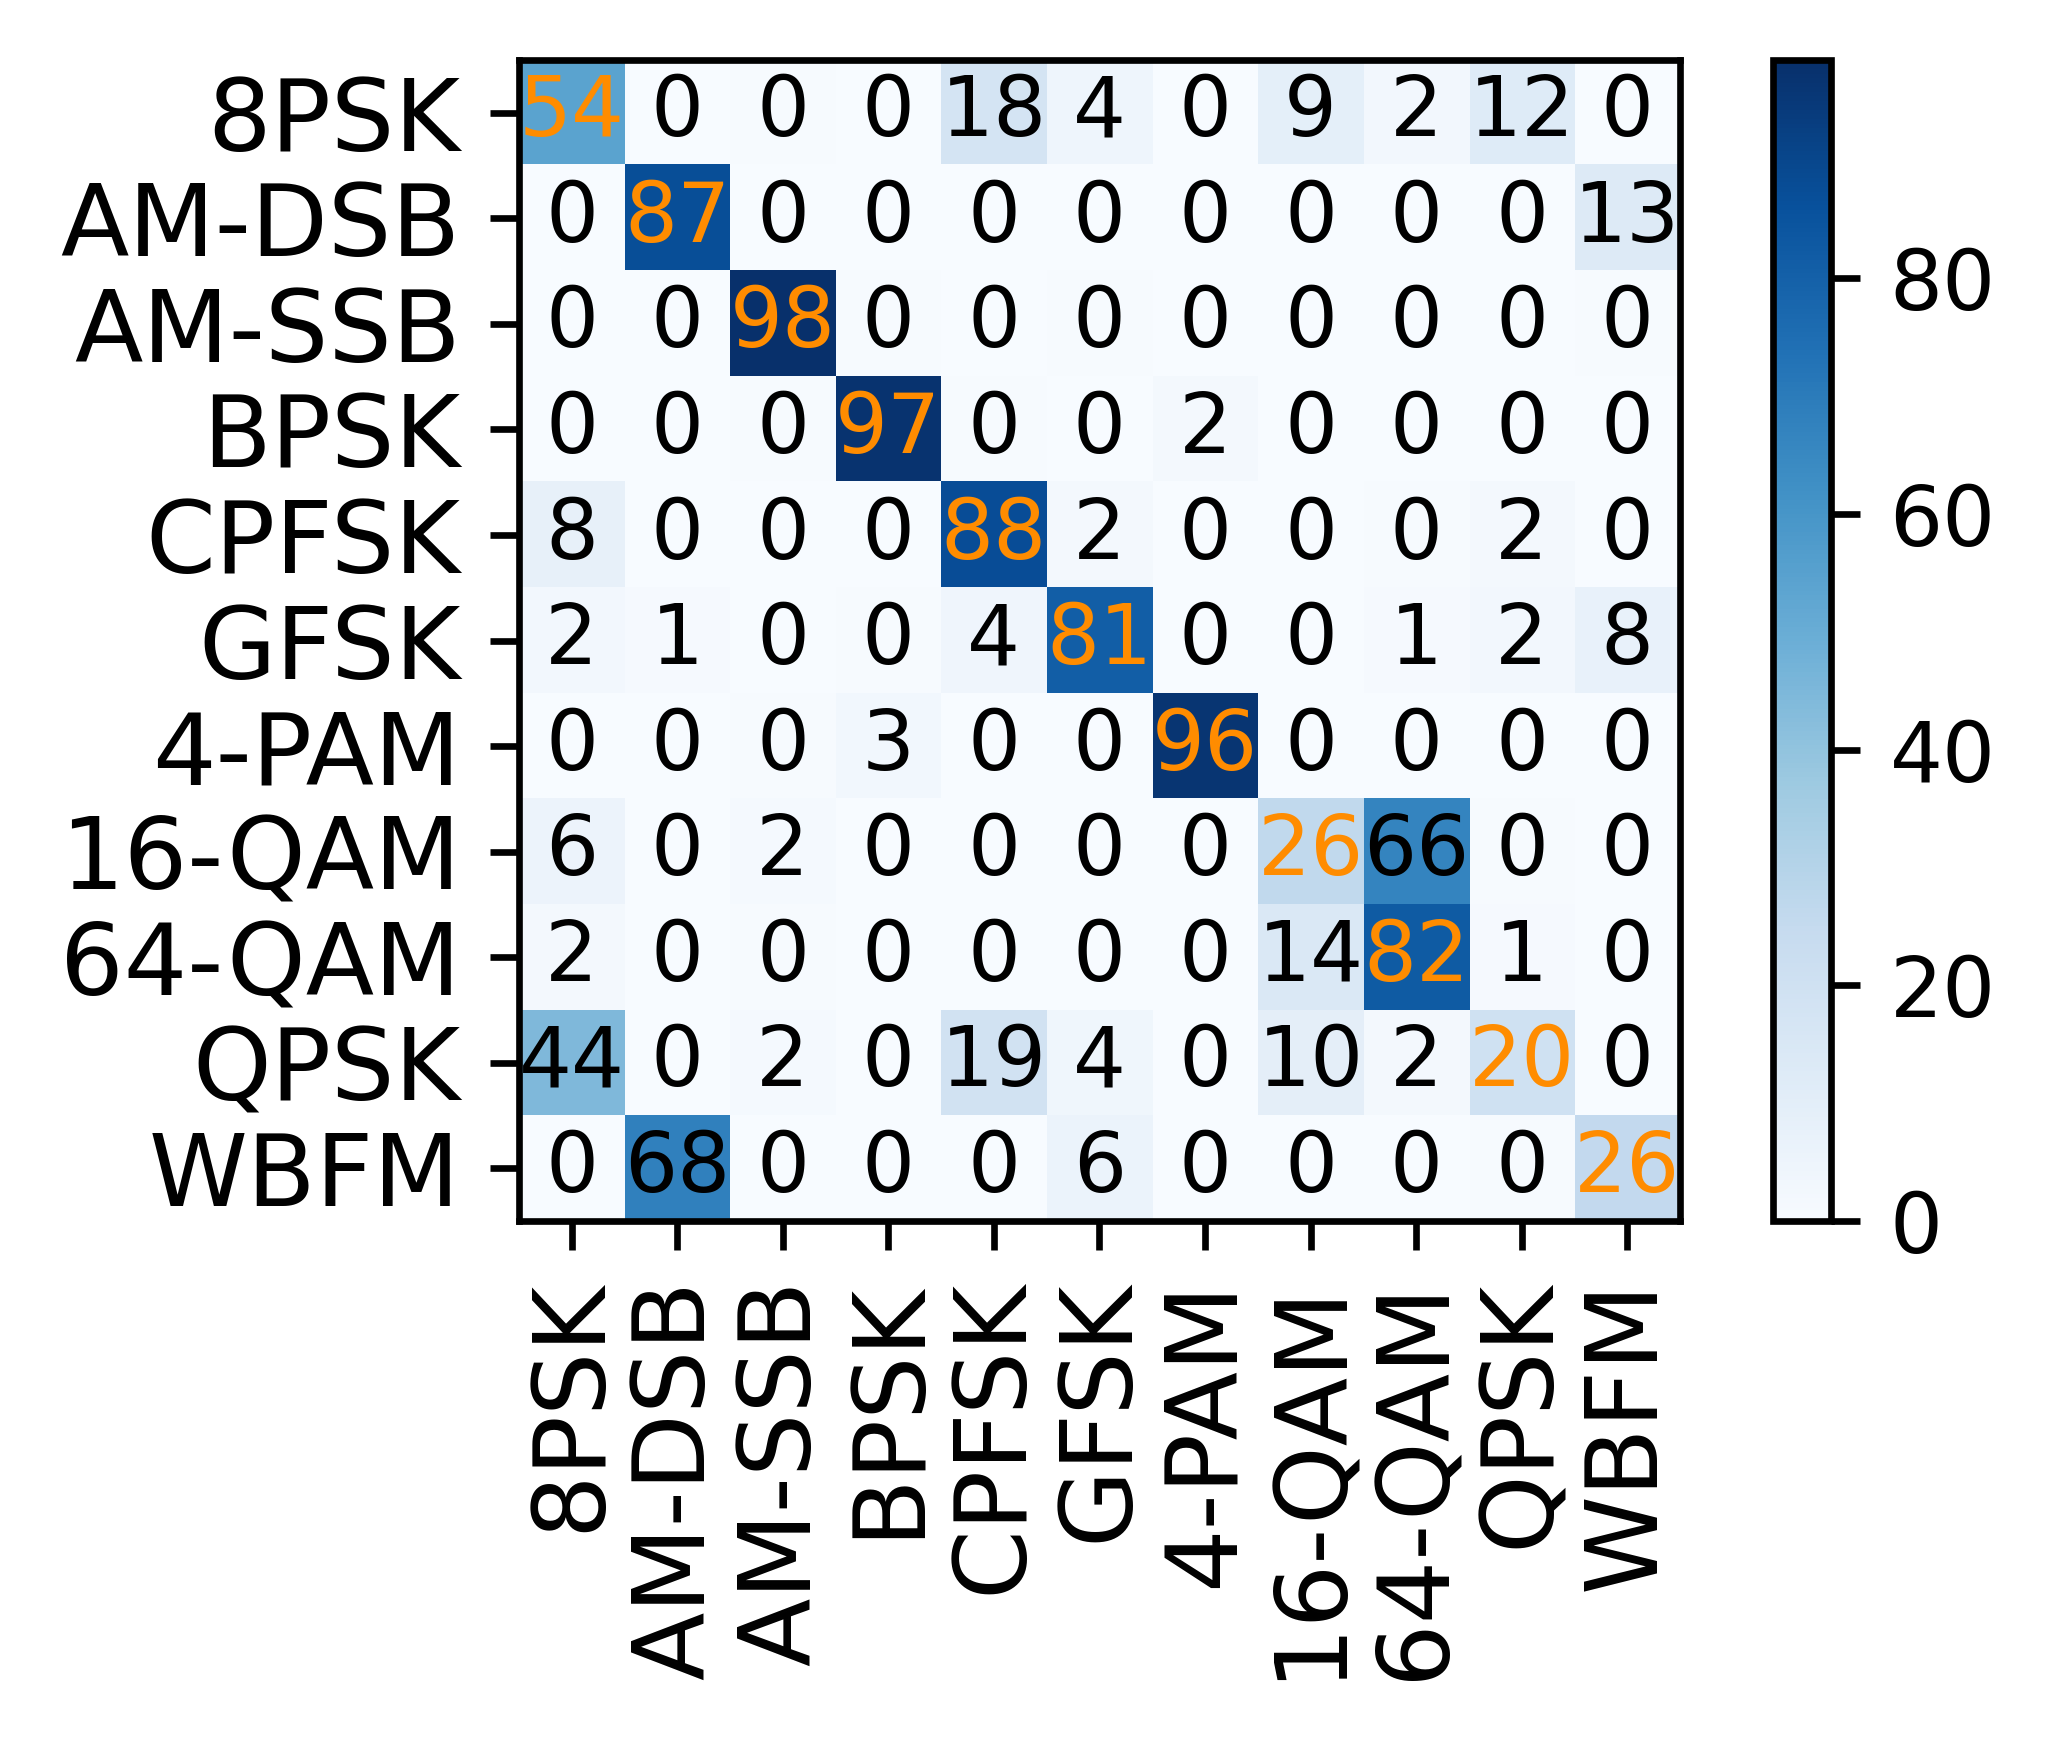 8PSK 54 0 0 0 18 4 0 9 2 12 0
AM-DSB 0 87 0 0 0 0 0 0 0 0 13
AM-SSB 0 0 98 0 0 0 0 0 0 0 0
BPSK 0 0 0 97 0 0 2 0 0 0 0
CPFSK 8 0 0 0 88 2 0 0 0 2 0
GFSK 2 1 0 0 4 81 0 0 1 2 8
4-PAM 0 0 0 3 0 0 96 0 0 0 0
16-QAM 6 0 2 0 0 0 0 26 66 0 0
64-QAM 2 0 0 0 0 0 0 14 82 1 0
QPSK 44 0 2 0 19 4 0 10 2 20 0
WBFM 0 68 0 0 0 6 0 0 0 0 26
8PSK
AM-DSB
AM-SSB
BPSK
CPFSK
GFSK
4-PAM
16-QAM
64-QAM
QPSK
WBFM
80
60
40
20
0